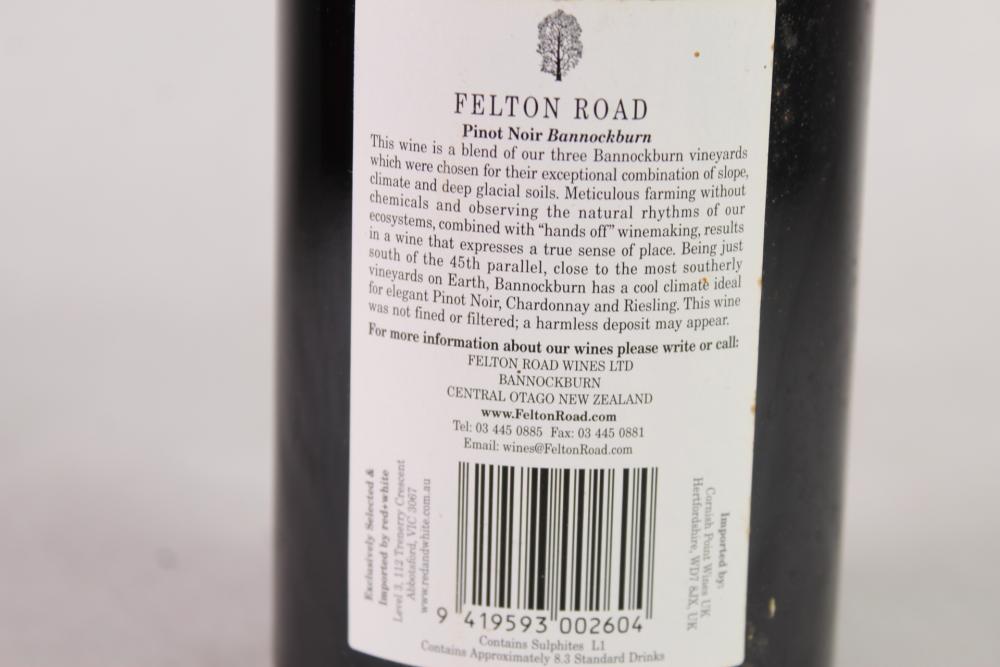 FELTON ROAD
Pinot Noir Bannockburn
This wine is a blend of our three Bannockburn vineyards
which were chosen for their exceptional combination of slope,
climate and deep glacial soils. Meticulous farming without
chemicals and observing the natural rhythms of our
ecosystems, combined with “hands off” winemaking, results
in a wine that expresses a true sense of place. Being just
south of the 45th parallel, close to the most southerly
vineyards on Earth, Bannockburn has a cool climate ideal
for elegant Pinot Noir, Chardonnay and Riesling. This wine
was not fined or filtered; a harmless deposit may appear.
For more information about our wines please write or call:
FELTON ROAD WINES LTD
BANNOCKBURN
CENTRAL OTAGO NEW ZEALAND
www.FeltonRoad.com
Tel: 03 445 0885 Fax: 03 445 0881
Email: wines@FeltonRoad.com
Exclusively Selected &
Imported by red+white
Level 3, 112 Trenerry Crescent
Abbotsford, VIC 3067
www.redandwhite.com.au
Imported by:
Cornish Point Wines UK
Hertfordshire, WD7 8JX, UK
9 419593 002604
Contains Sulphites L1
Contains Approximately 8.3 Standard Drinks